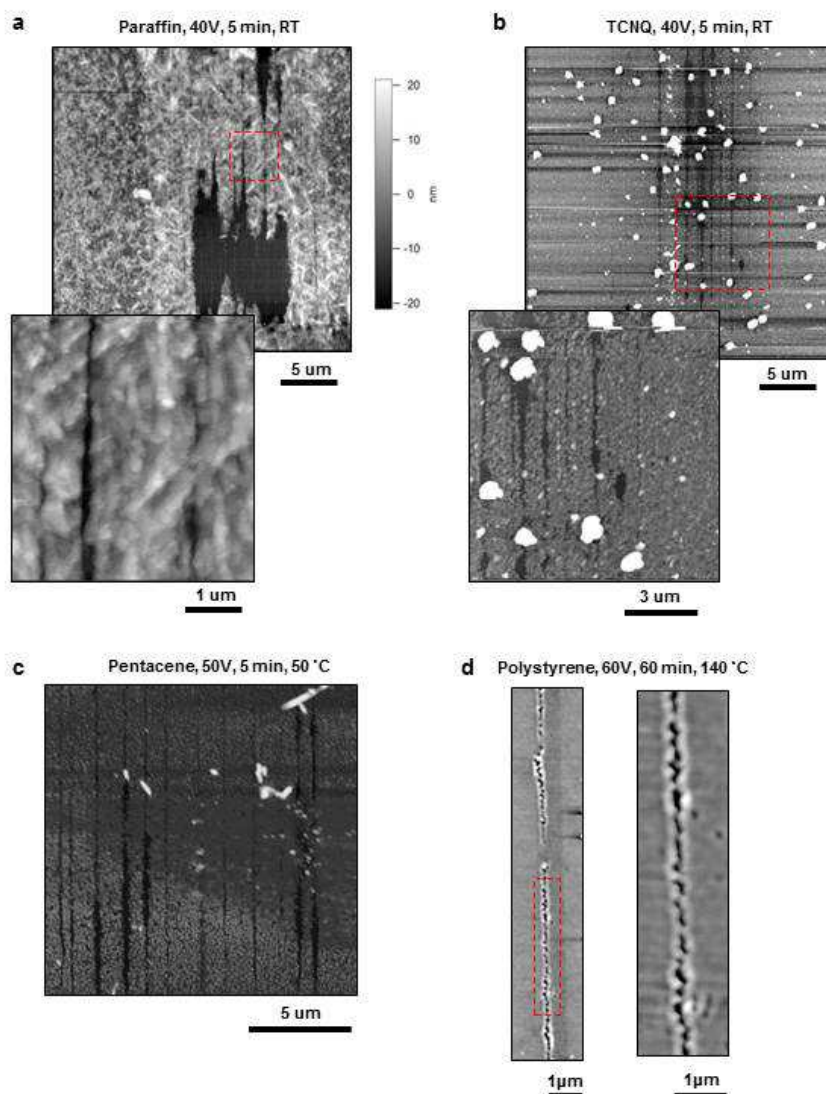 a
Paraffin, 40V, 5 min, RT
20
10
0
-10
-20
nm
5 um
1 um
b
TCNQ, 40V, 5 min, RT
5 um
3 um
c
Pentacene, 50V, 5 min, 50 °C
5 um
d
Polystyrene, 60V, 60 min, 140 °C
1µm
1µm